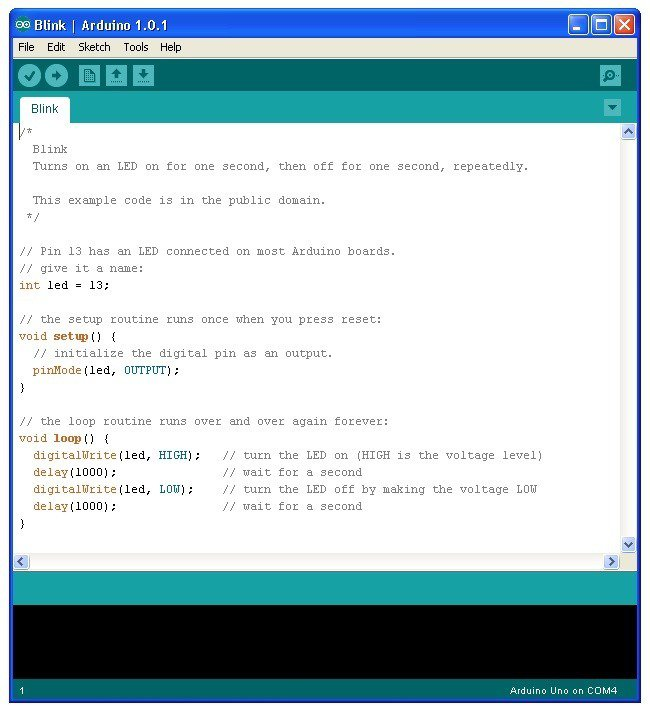 Blink | Arduino 1.0.1
File Edit Sketch Tools Help
Blink
/*
  Blink
  Turns on an LED on for one second, then off for one second, repeatedly.

  This example code is in the public domain.
 */

// Pin 13 has an LED connected on most Arduino boards.
// give it a name:
int led = 13;

// the setup routine runs once when you press reset:
void setup() {
  // initialize the digital pin as an output.
  pinMode(led, OUTPUT);
}

// the loop routine runs over and over again forever:
void loop() {
  digitalWrite(led, HIGH);   // turn the LED on (HIGH is the voltage level)
  delay(1000);               // wait for a second
  digitalWrite(led, LOW);    // turn the LED off by making the voltage LOW
  delay(1000);               // wait for a second
}
1 Arduino Uno on COM4